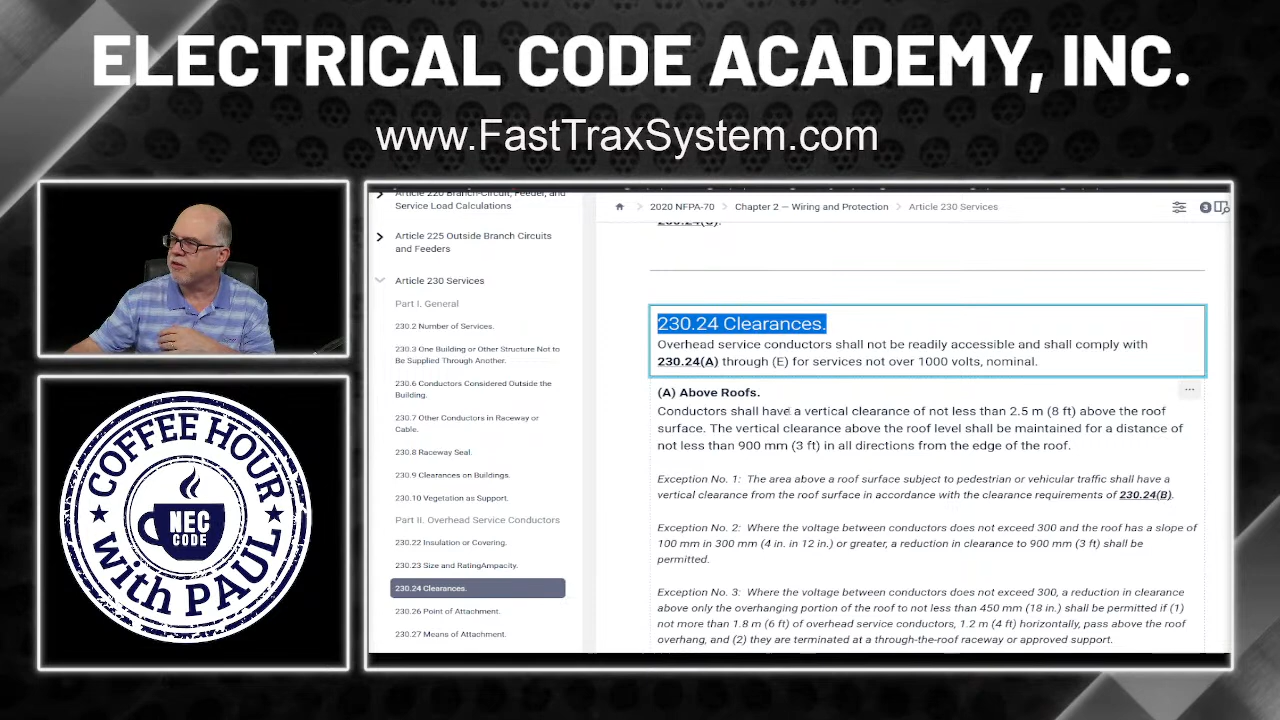 ELECTRICAL CODE ACADEMY, INC.
www.FastTraxSystem.com
Article 220 Branch-Circuit, Feeder, and
Service Load Calculations
Article 225 Outside Branch Circuits
and Feeders
Article 230 Services
Part I. General
230.2 Number of Services.
230.3 One Building or Other Structure Not to
Be Supplied Through Another.
230.6 Conductors Considered Outside the
Building.
230.7 Other Conductors in Raceway or
Cable.
230.8 Raceway Seal.
230.9 Clearances on Buildings.
230.10 Vegetation as Support.
Part II. Overhead Service Conductors
230.22 Insulation or Covering.
230.23 Size and RatingAmpacity.
230.24 Clearances.
230.26 Point of Attachment.
230.27 Means of Attachment.
2020 NFPA-70 > Chapter 2 — Wiring and Protection > Article 230 Services
3
230.24(B).
230.24 Clearances.
Overhead service conductors shall not be readily accessible and shall comply with
230.24(A) through (E) for services not over 1000 volts, nominal.
(A) Above Roofs.
Conductors shall have a vertical clearance of not less than 2.5 m (8 ft) above the roof
surface. The vertical clearance above the roof level shall be maintained for a distance of
not less than 900 mm (3 ft) in all directions from the edge of the roof.
Exception No. 1: The area above a roof surface subject to pedestrian or vehicular traffic shall have a
vertical clearance from the roof surface in accordance with the clearance requirements of 230.24(B).
Exception No. 2: Where the voltage between conductors does not exceed 300 and the roof has a slope of
100 mm in 300 mm (4 in. in 12 in.) or greater, a reduction in clearance to 900 mm (3 ft) shall be
permitted.
Exception No. 3: Where the voltage between conductors does not exceed 300, a reduction in clearance
above only the overhanging portion of the roof to not less than 450 mm (18 in.) shall be permitted if (1)
not more than 1.8 m (6 ft) of overhead service conductors, 1.2 m (4 ft) horizontally, pass above the roof
overhang, and (2) they are terminated at a through-the-roof raceway or approved support.
COFFEE HOUR
NEC
CODE
with PAUL